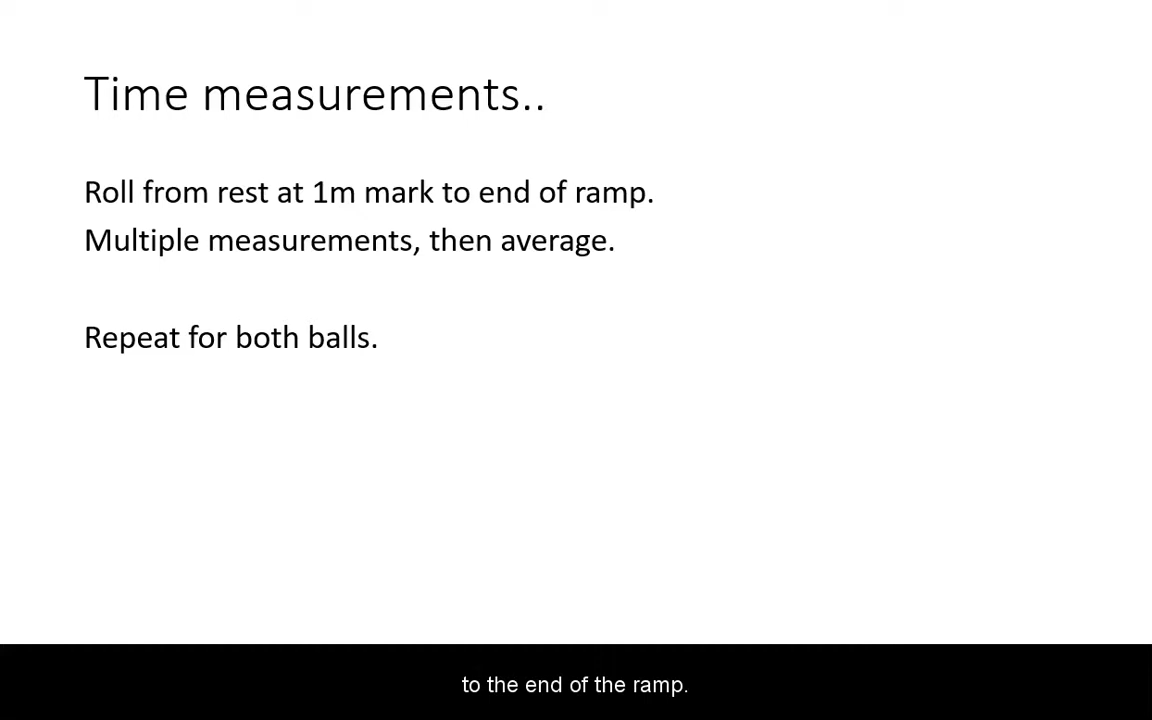 Time measurements..
Roll from rest at 1m mark to end of ramp.
Multiple measurements, then average.
Repeat for both balls.
to the end of the ramp.